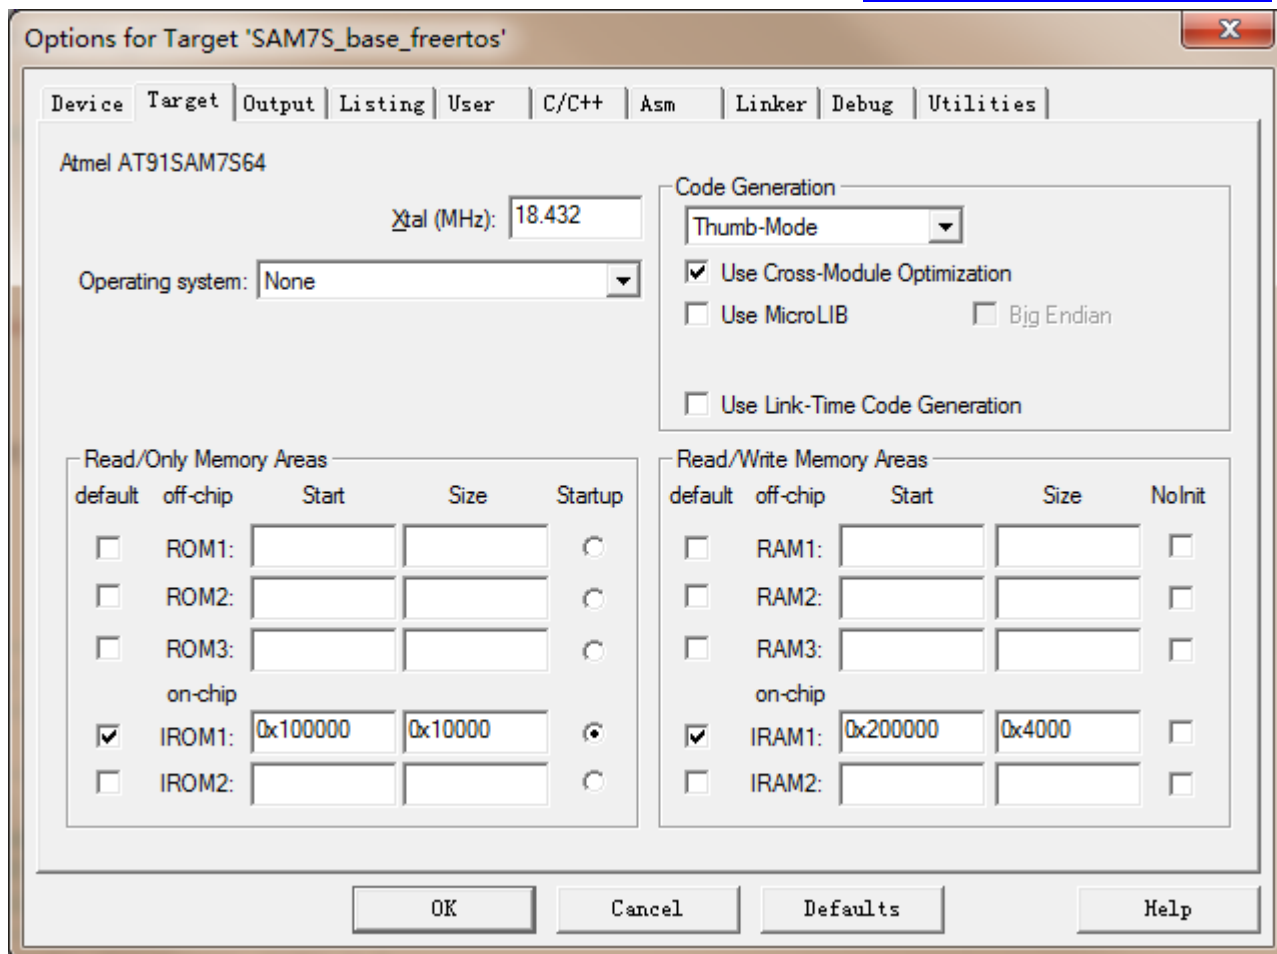 Options for Target 'SAM7S_base_freertos'
Device Target Output Listing User C/C++ Asm Linker Debug Utilities
Atmel AT91SAM7S64
Xtal (MHz): 18.432
Operating system: None
Code Generation
Thumb-Mode
Use Cross-Module Optimization
Use MicroLIB Big Endian
Use Link-Time Code Generation
Read/Only Memory Areas
default off-chip Start Size Startup
ROM1:
ROM2:
ROM3:
on-chip
IROM1: 0x100000 0x10000
IROM2:
Read/Write Memory Areas
default off-chip Start Size NoInit
RAM1:
RAM2:
RAM3:
on-chip
IRAM1: 0x200000 0x4000
IRAM2:
OK Cancel Defaults Help